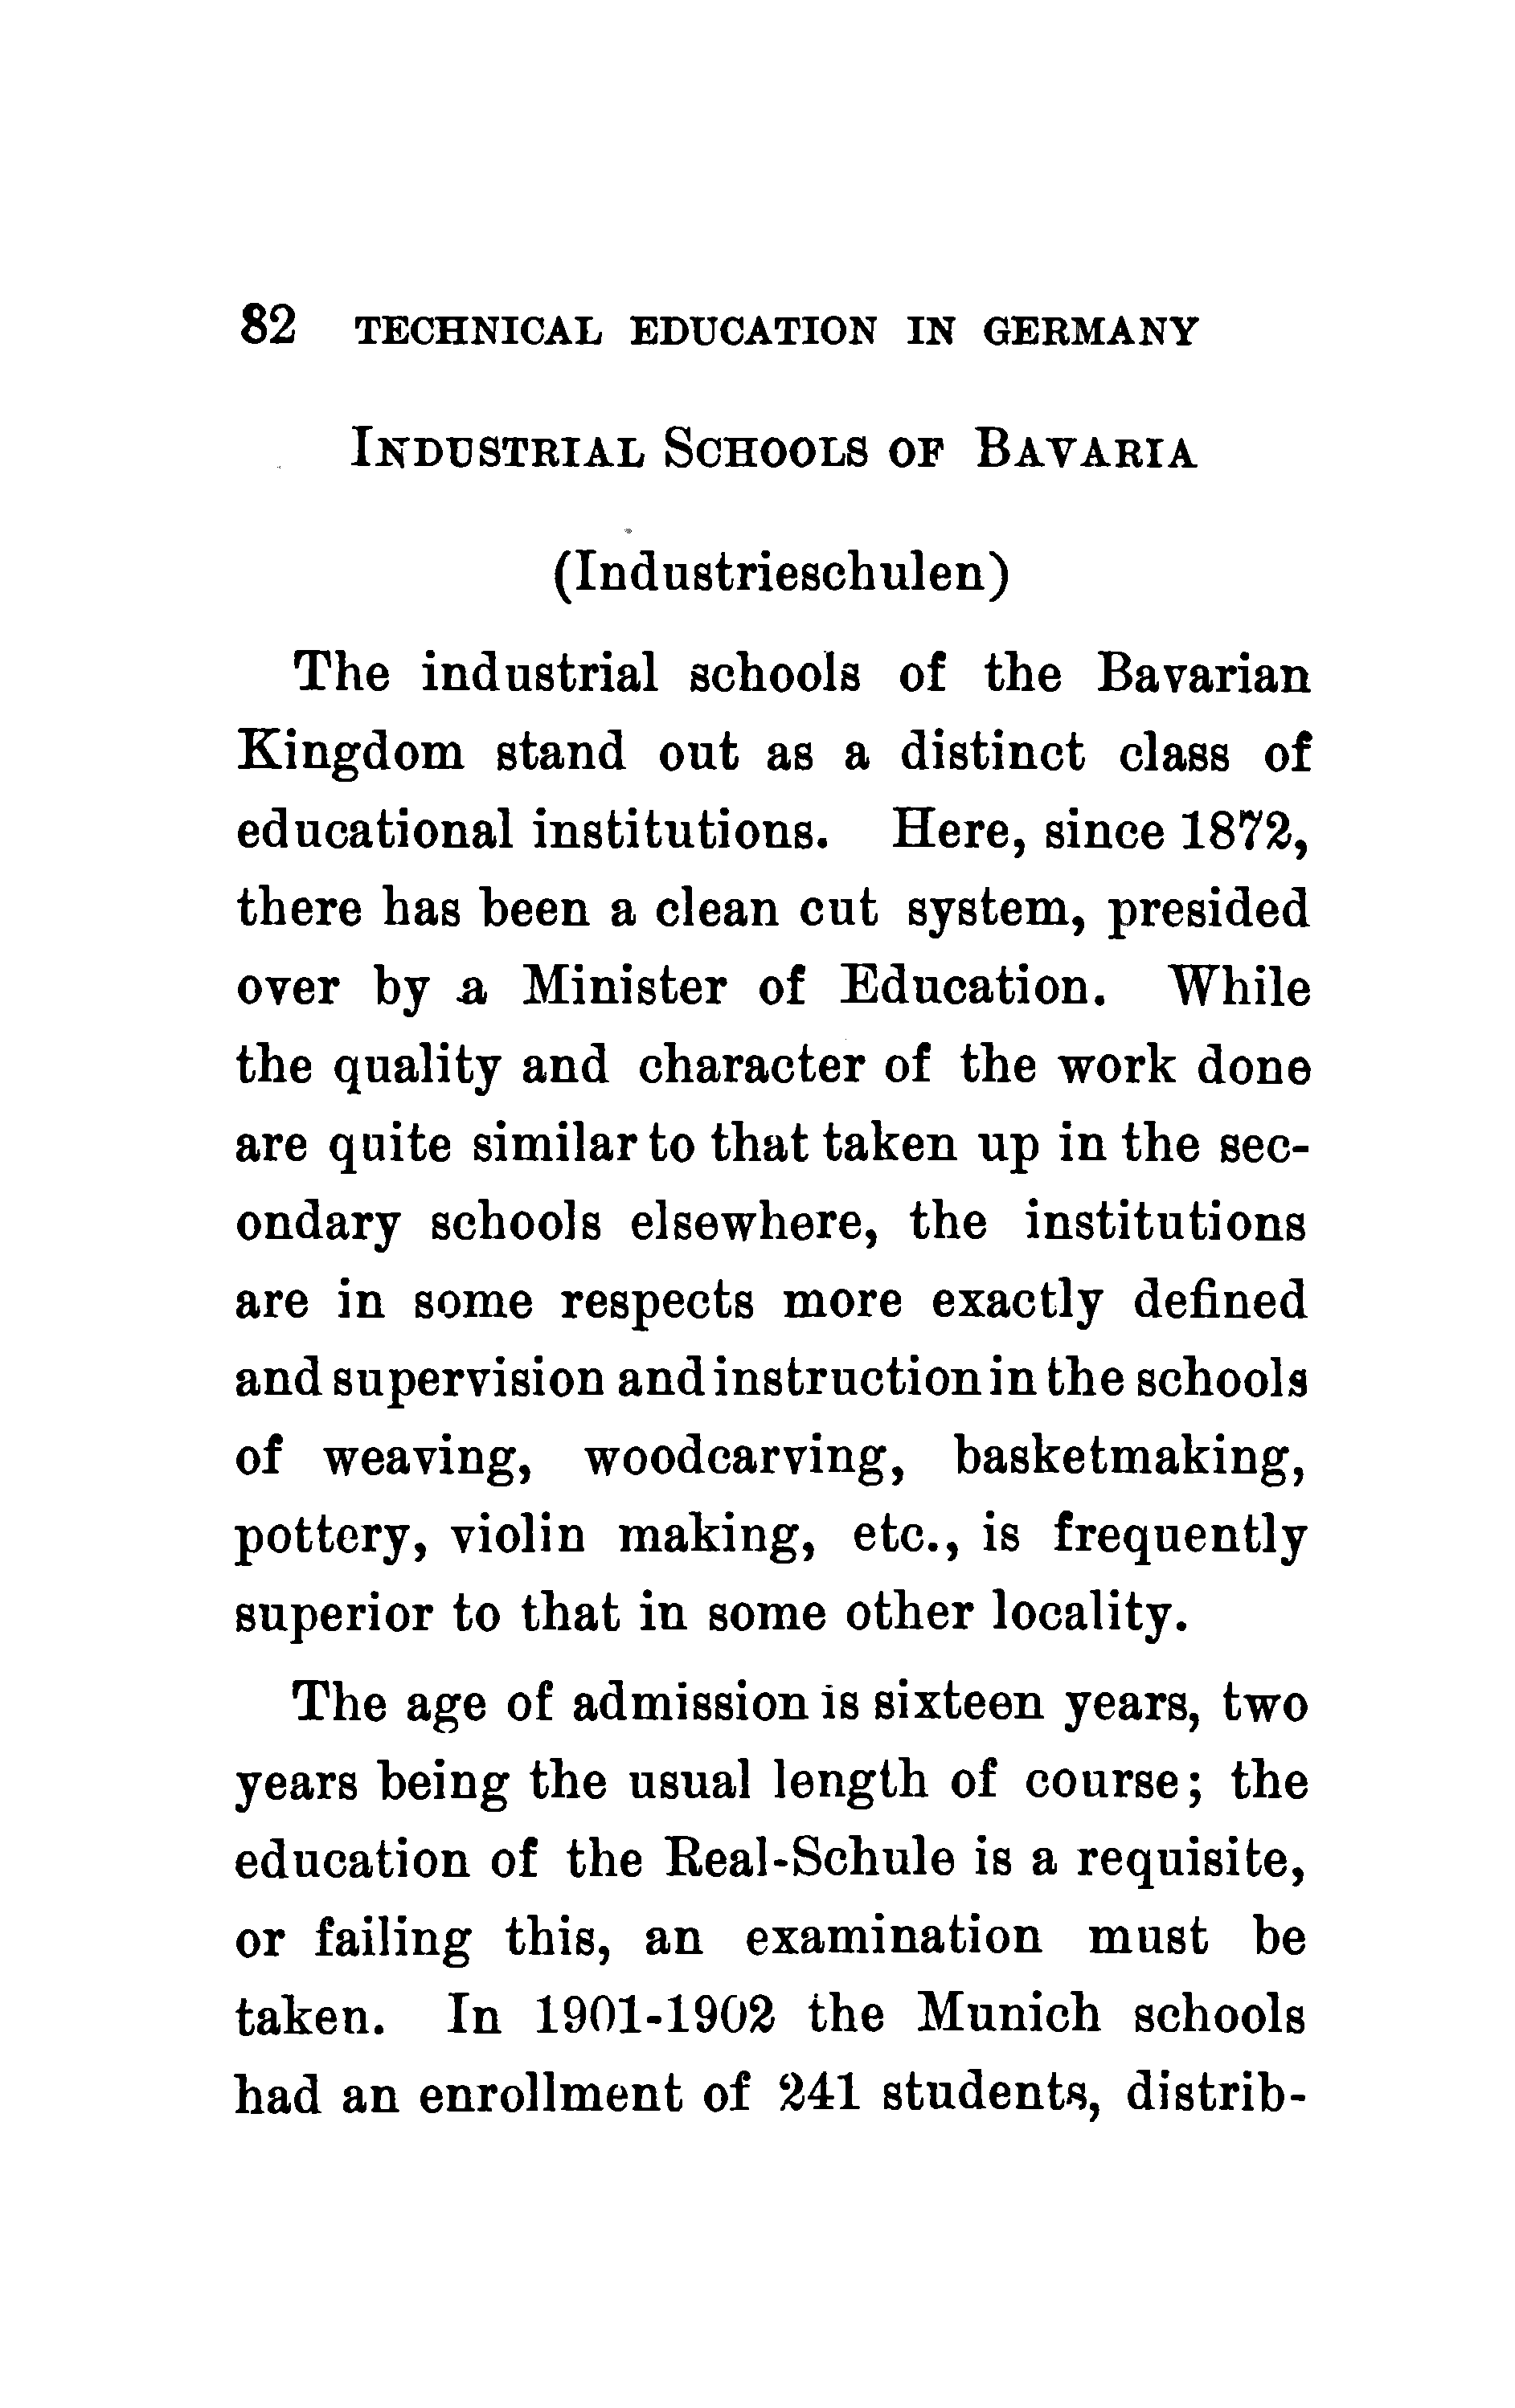 82 TECHNICAL EDUCATION IN GERMANY
INDUSTRIAL SCHOOLS OF BAVARIA
(Industrieschulen)
The industrial schools of the Bavarian
Kingdom stand out as a distinct class of
educational institutions. Here, since 1872,
there has been a clean cut system, presided
over by a Minister of Education. While
the quality and character of the work done
are quite similar to that taken up in the sec-
ondary schools elsewhere, the institutions
are in some respects more exactly defined
and supervision and instruction in the schools
of weaving, woodcarving, basketmaking,
pottery, violin making, etc., is frequently
superior to that in some other locality.
The age of admission is sixteen years, two
years being the usual length of course; the
education of the Real-Schule is a requisite,
or failing this, an examination must be
taken. In 1901-1902 the Munich schools
had an enrollment of 241 students, distrib-